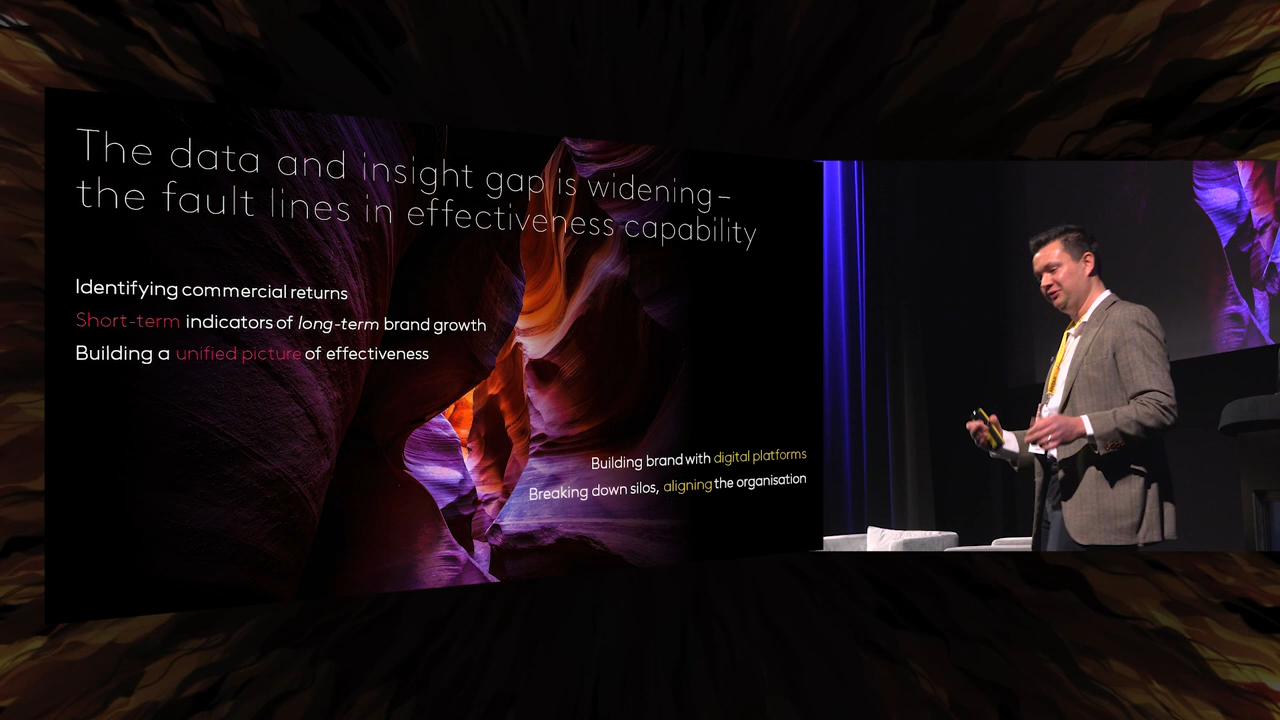 The data and insight gap is widening–
the fault lines in effectiveness capability
Identifying commercial returns
Short-term indicators of long-term brand growth
Building a unified picture of effectiveness
Building brand with digital platforms
Breaking down silos, aligning the organisation